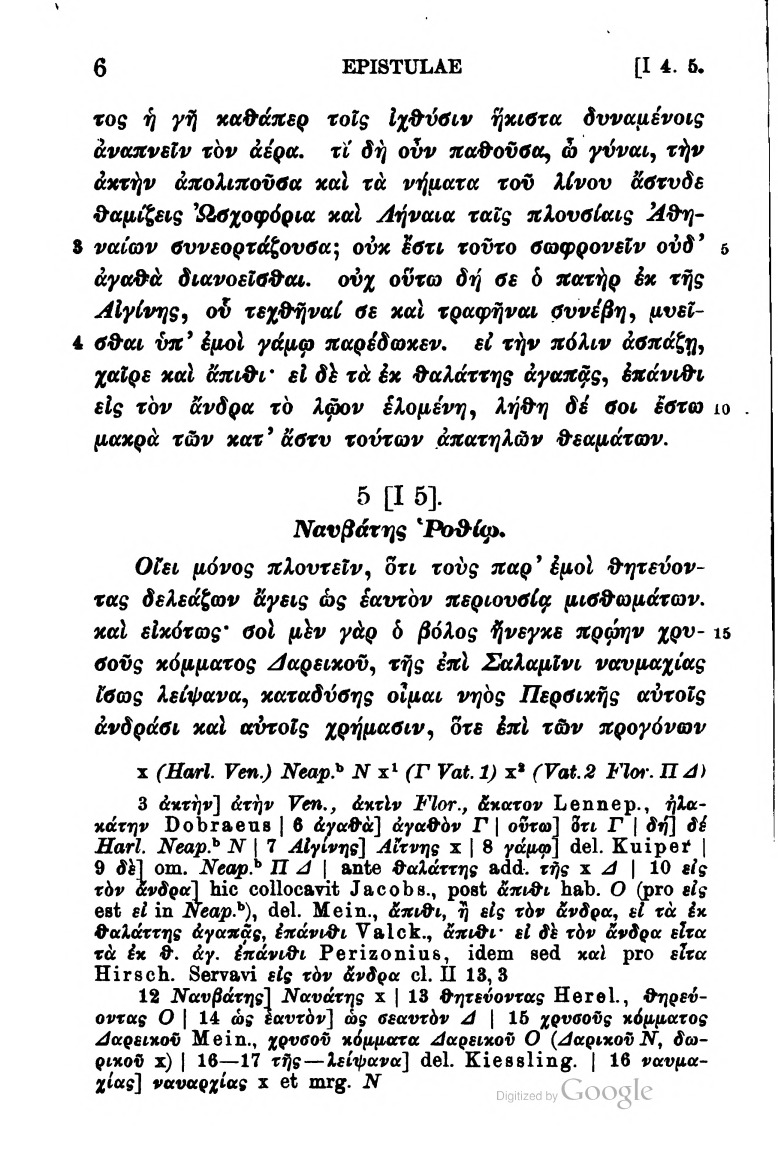 6 EPISTULAE [I 4. 5.
τος ἡ γῆ καθάπερ τοῖς ἰχθύσιν ἥκιστα δυναμένοις
ἀναπνεῖν τὸν ἀέρα. τί δὴ οὖν παθοῦσα, ὦ γύναι, τὴν
ἀκτὴν ἀπολιποῦσα καὶ τὰ νήματα τοῦ λίνου ἄστυδε
θαμίζεις Ὠσχοφόρια καὶ Λήναια ταῖς πλουσίαις Ἀθη-
3 ναίων συνεορτάζουσα; οὐκ ἔστι τοῦτο σωφρονεῖν οὐδ’ 5
ἀγαθὰ διανοεῖσθαι. οὐχ οὕτω δή σε ὁ πατὴρ ἐκ τῆς
Αἰγίνης, οὗ τεχθῆναί σε καὶ τραφῆναι συνέβη, μυεῖ-
4 σθαι ὑπ’ ἐμοὶ γάμῳ παρέδωκεν. εἰ τὴν πόλιν ἀσπάζῃ,
χαῖρε καὶ ἄπιθι· εἰ δὲ τὰ ἐκ θαλάττης ἀγαπᾷς, ἐπάνιθι
εἰς τὸν ἄνδρα τὸ λῷον ἑλομένη, λήθη δέ σοι ἔστω 10
μακρὰ τῶν κατ’ ἄστυ τούτων ἀπατηλῶν θεαμάτων.
5 [I 5].
Ναυβάτης Ῥοθίῳ.
Οἴει μόνος πλουτεῖν, ὅτι τοὺς παρ’ ἐμοὶ θητεύον-
τας δελεάζων ἄγεις ὡς ἑαυτὸν περιουσίᾳ μισθωμάτων.
καὶ εἰκότως· σοὶ μὲν γὰρ ὁ βόλος ἤνεγκε πρῴην χρυ- 15
σοῦς κόμματος Δαρεικοῦ, τῆς ἐπὶ Σαλαμῖνι ναυμαχίας
ἴσως λείψανα, καταδύσης οἶμαι νηὸς Περσικῆς αὐτοῖς
ἀνδράσι καὶ αὐτοῖς χρήμασιν, ὅτε ἐπὶ τῶν προγόνων
x (Harl. Ven.) Neap.ᵇ N x¹ (Γ Vat. 1) x² (Vat. 2 Flor. Π Δ)
3 ἀκτὴν] ἀτὴν Ven., ἀκτὶν Flor., ἄκατον Lennep., ἠλα-
κάτην Dobraeus | 6 ἀγαθὰ] ἀγαθὸν Γ | οὕτω] ὅτι Γ | δή] δέ
Harl. Neap.ᵇ N | 7 Αἰγίνης] Αἴτνης x | 8 γάμῳ] del. Kuiper |
9 δὲ] om. Neap.ᵇ Π Δ | ante θαλάττης add. τῆς x Δ | 10 εἰς
τὸν ἄνδρα] hic collocavit Jacobs., post ἄπιθι hab. O (pro εἰς
est εἰ in Neap.ᵇ), del. Mein., ἄπιθι, ἢ εἰς τὸν ἄνδρα, εἰ τὰ ἐκ
θαλάττης ἀγαπᾷς, ἐπάνιθι Valck., ἄπιθι· εἰ δὲ τὸν ἄνδρα εἶτα
τὰ ἐκ θ. ἀγ. ἐπάνιθι Perizonius, idem sed καὶ pro εἶτα
Hirsch. Servavi εἰς τὸν ἄνδρα cl. II 13, 3
12 Ναυβάτης] Ναυάτης x | 13 θητεύοντας Herel., θηρεύ-
οντας O | 14 ὡς ἑαυτὸν] ὡς σεαυτὸν Δ | 15 χρυσοῦς κόμματος
Δαρεικοῦ Mein., χρυσοῦ κόμματα Δαρεικοῦ O (Δαρικοῦ N, δω-
ρικοῦ x) | 16—17 τῆς—λείψανα] del. Kiessling. | 16 ναυμα-
χίας] ναυαρχίας x et mrg. N
Digitized by Google